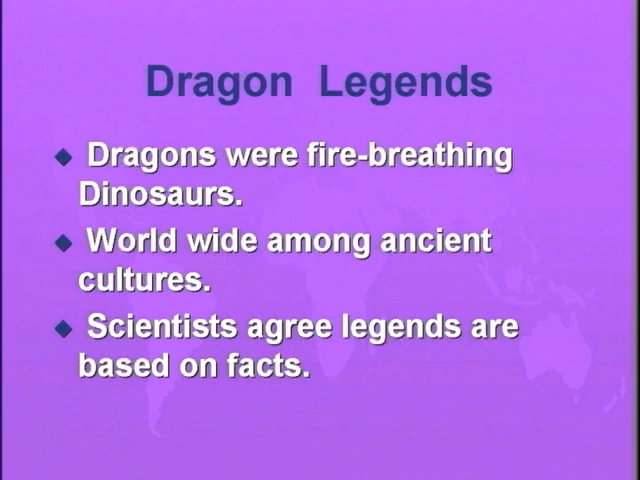 Dragon Legends
Dragons were fire-breathing
Dinosaurs.
World wide among ancient
cultures.
Scientists agree legends are
based on facts.